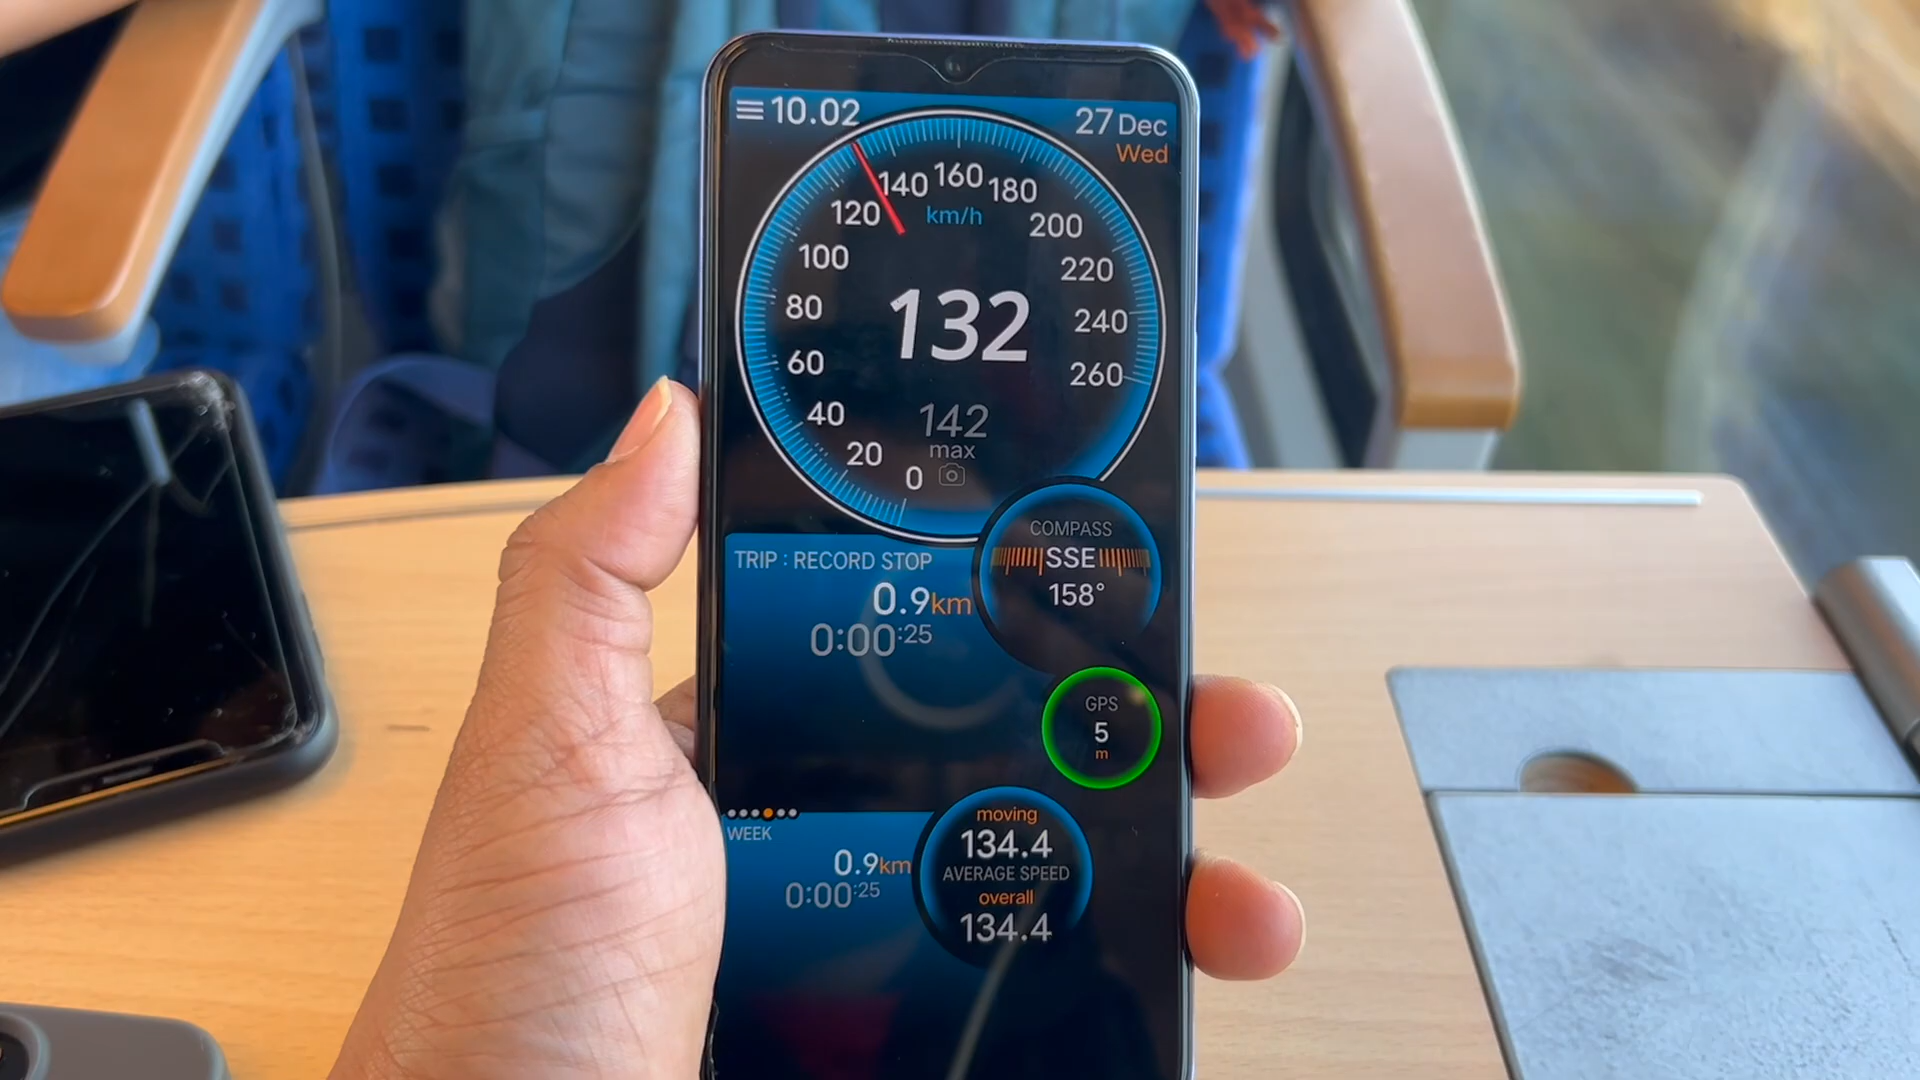 10.02
27 Dec
Wed
0
20
40
60
80
100
120
140
160
180
200
220
240
260
km/h
132
142
max
COMPASS
SSE
158°
TRIP : RECORD STOP
0.9km
0:00:25
GPS
5
m
WEEK
0.9km
0:00:25
moving
134.4
AVERAGE SPEED
overall
134.4